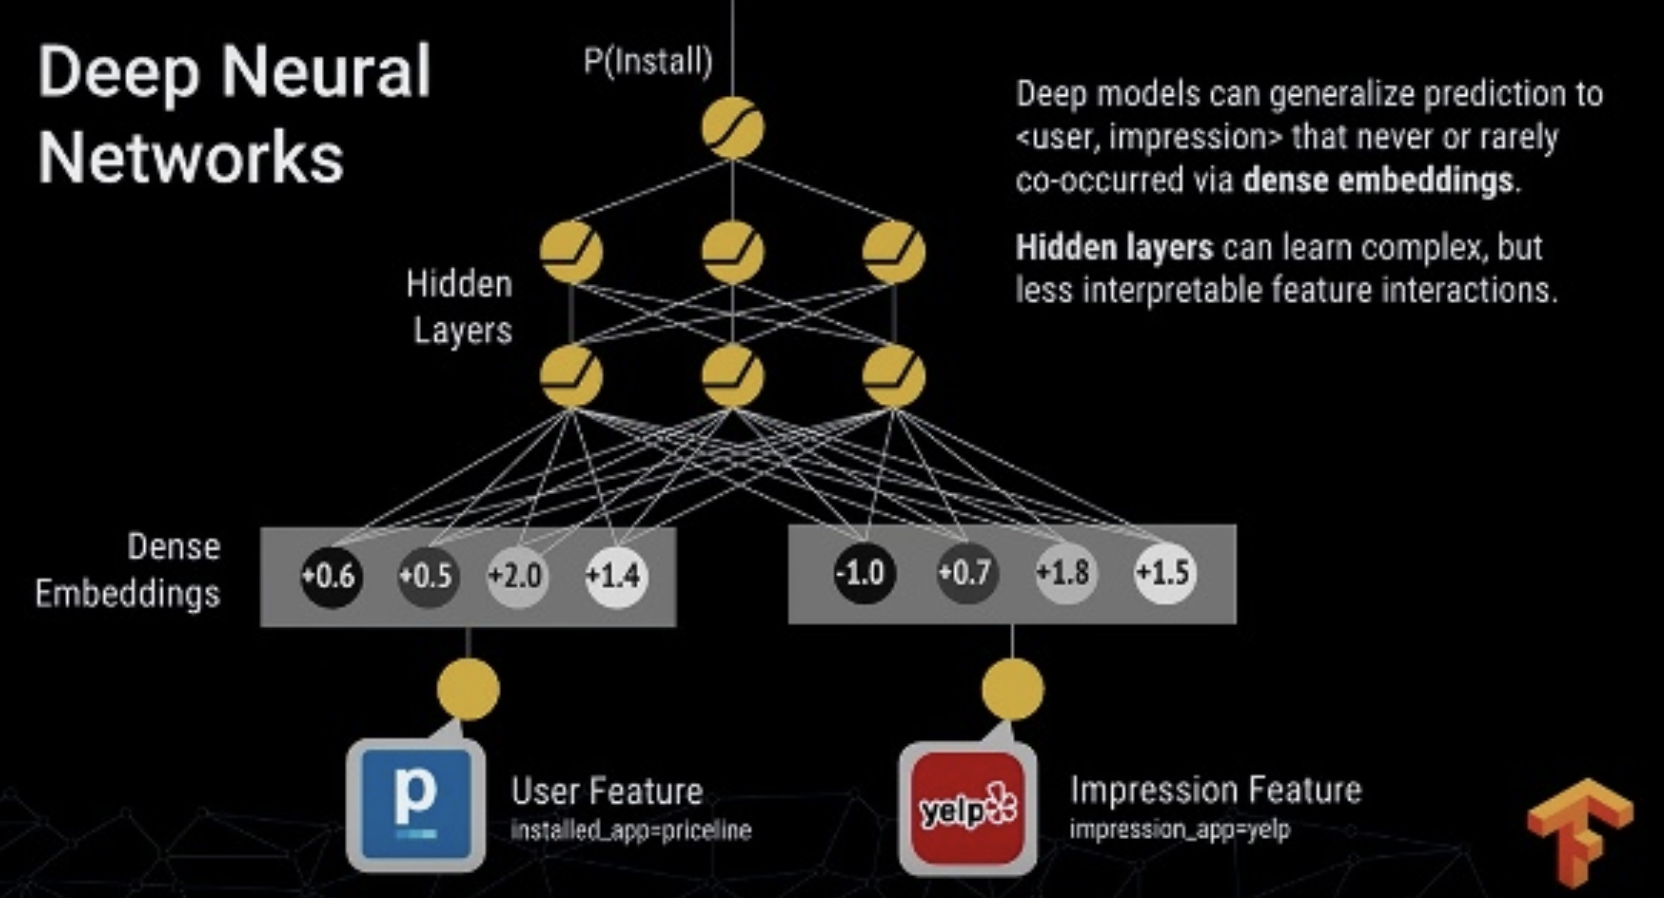 Deep Neural
Networks
P(Install)
Deep models can generalize prediction to
<user, impression> that never or rarely
co-occurred via dense embeddings.
Hidden layers can learn complex, but
less interpretable feature interactions.
Hidden
Layers
Dense
Embeddings
+0.6 +0.5 +2.0 +1.4
-1.0 +0.7 +1.8 +1.5
p
User Feature
installed_app=priceline
yelp
Impression Feature
impression_app=yelp